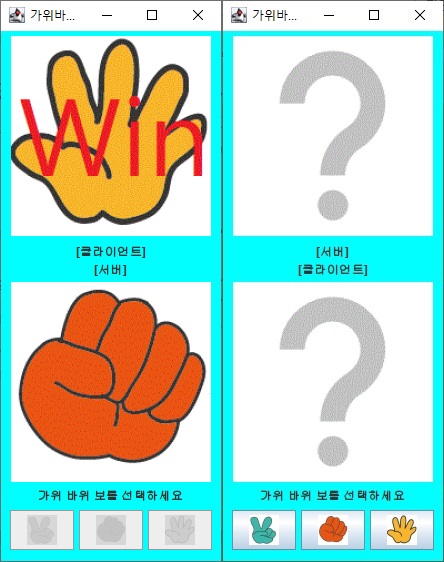 가위바...
Win
[클라이언트]
[서버]
가위 바위 보를 선택하세요
가위바...
?
[서버]
[클라이언트]
?
가위 바위 보를 선택하세요